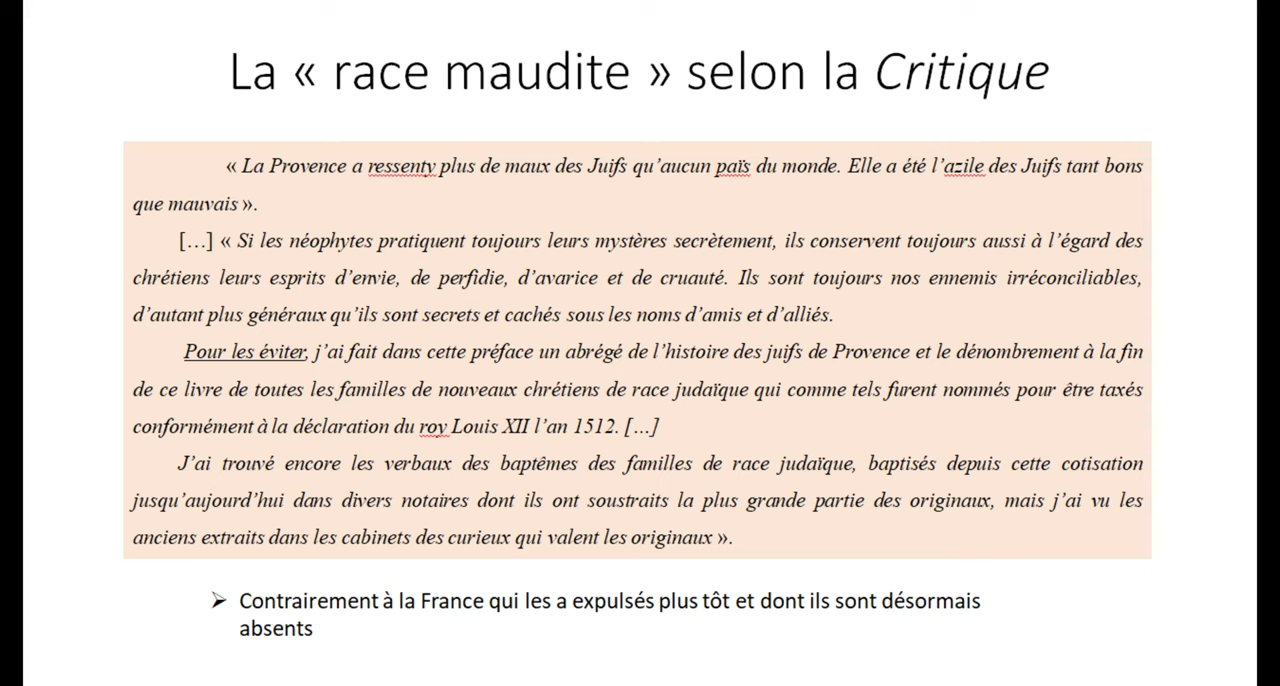 La « race maudite » selon la Critique
« La Provence a ressenty plus de maux des Juifs qu’aucun païs du monde. Elle a été l’azile des Juifs tant bons
que mauvais ».
[…] « Si les néophytes pratiquent toujours leurs mystères secrètement, ils conservent toujours aussi à l’égard des
chrétiens leurs esprits d’envie, de perfidie, d’avarice et de cruauté. Ils sont toujours nos ennemis irréconciliables,
d’autant plus généraux qu’ils sont secrets et cachés sous les noms d’amis et d’alliés.
Pour les éviter, j’ai fait dans cette préface un abrégé de l’histoire des juifs de Provence et le dénombrement à la fin
de ce livre de toutes les familles de nouveaux chrétiens de race judaïque qui comme tels furent nommés pour être taxés
conformément à la déclaration du roy Louis XII l’an 1512. […]
J’ai trouvé encore les verbaux des baptêmes des familles de race judaïque, baptisés depuis cette cotisation
jusqu’aujourd’hui dans divers notaires dont ils ont soustraits la plus grande partie des originaux, mais j’ai vu les
anciens extraits dans les cabinets des curieux qui valent les originaux ».
➢ Contrairement à la France qui les a expulsés plus tôt et dont ils sont désormais
absents